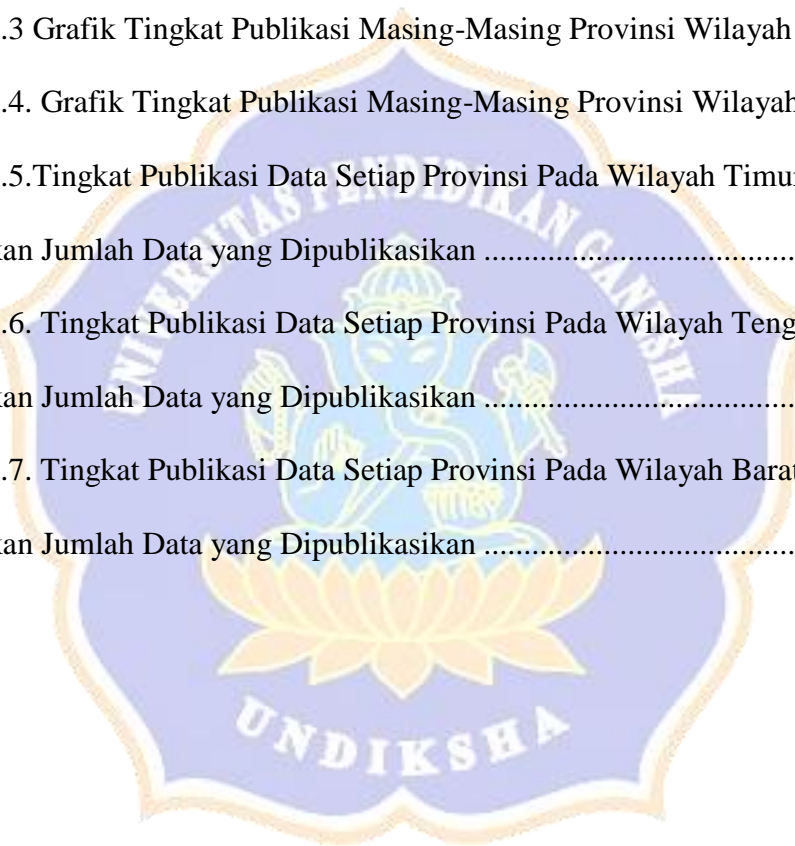 .3 Grafik Tingkat Publikasi Masing-Masing Provinsi Wilayah
.4. Grafik Tingkat Publikasi Masing-Masing Provinsi Wilayah
.5.Tingkat Publikasi Data Setiap Provinsi Pada Wilayah Timur
kan Jumlah Data yang Dipublikasikan .......................................
.6. Tingkat Publikasi Data Setiap Provinsi Pada Wilayah Teng
kan Jumlah Data yang Dipublikasikan .......................................
.7. Tingkat Publikasi Data Setiap Provinsi Pada Wilayah Barat
kan Jumlah Data yang Dipublikasikan .......................................
UNIVERSITAS PENDIDIKAN GANESHA
UNDIKSHA